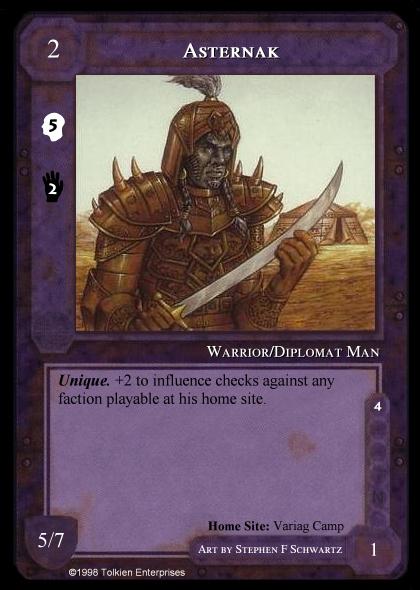 2
ASTERNAK
5
2
WARRIOR/DIPLOMAT MAN
Unique. +2 to influence checks against any
faction playable at his home site.
4
Home Site: Variag Camp
5/7
ART BY STEPHEN F SCHWARTZ
1
©1998 Tolkien Enterprises